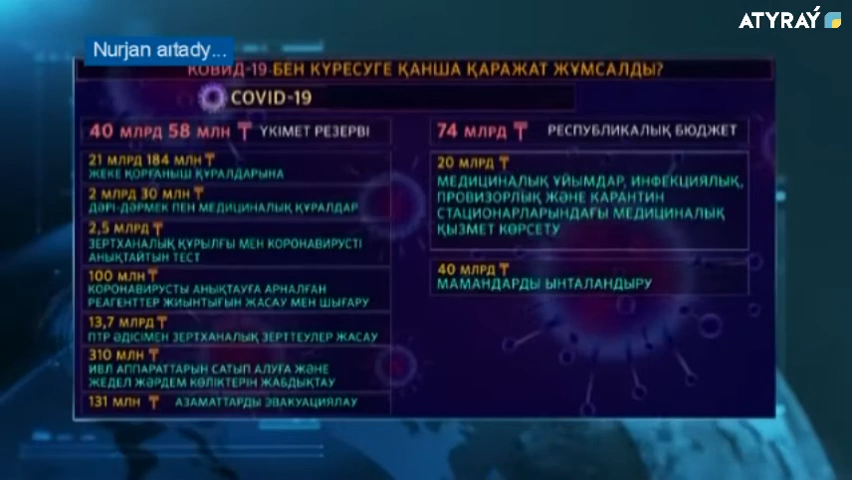 ATYRAÝ
Nurjan aıtady...
КОВИД-19 БЕН КҮРЕСУГЕ ҚАНША ҚАРАЖАТ ЖҰМСАЛДЫ?
COVID-19
40 МЛРД 58 МЛН ₸ ҮКІМЕТ РЕЗЕРВІ
21 МЛРД 184 МЛН ₸
ЖЕКЕ ҚОРҒАНЫШ ҚҰРАЛДАРЫНА
2 МЛРД 30 МЛН ₸
ДӘРІ-ДӘРМЕК ПЕН МЕДИЦИНАЛЫҚ ҚҰРАЛДАР
2,5 МЛРД ₸
ЗЕРТХАНАЛЫҚ ҚҰРЫЛҒЫ МЕН КОРОНАВИРУСТІ
АНЫҚТАЙТЫН ТЕСТ
100 МЛН ₸
КОРОНАВИРУСТЫ АНЫҚТАУҒА АРНАЛҒАН
РЕАГЕНТТЕР ЖИЫНТЫҒЫН ЖАСАУ МЕН ШЫҒАРУ
13,7 МЛРД ₸
ПТР ӘДІСІМЕН ЗЕРТХАНАЛЫҚ ЗЕРТТЕУЛЕР ЖАСАУ
310 МЛН ₸
ИВЛ АППАРАТТАРЫН САТЫП АЛУҒА ЖӘНЕ
ЖЕДЕЛ ЖӘРДЕМ КӨЛІКТЕРІН ЖАБДЫҚТАУ
131 МЛН ₸ АЗАМАТТАРДЫ ЭВАКУАЦИЯЛАУ
74 МЛРД ₸ РЕСПУБЛИКАЛЫҚ БЮДЖЕТ
20 МЛРД ₸
МЕДИЦИНАЛЫҚ ҰЙЫМДАР, ИНФЕКЦИЯЛЫҚ,
ПРОВИЗОРЛЫҚ ЖӘНЕ КАРАНТИН
СТАЦИОНАРЛАРЫНДАҒЫ МЕДИЦИНАЛЫҚ
ҚЫЗМЕТ КӨРСЕТУ
40 МЛРД ₸
МАМАНДАРДЫ ЫНТАЛАНДЫРУ